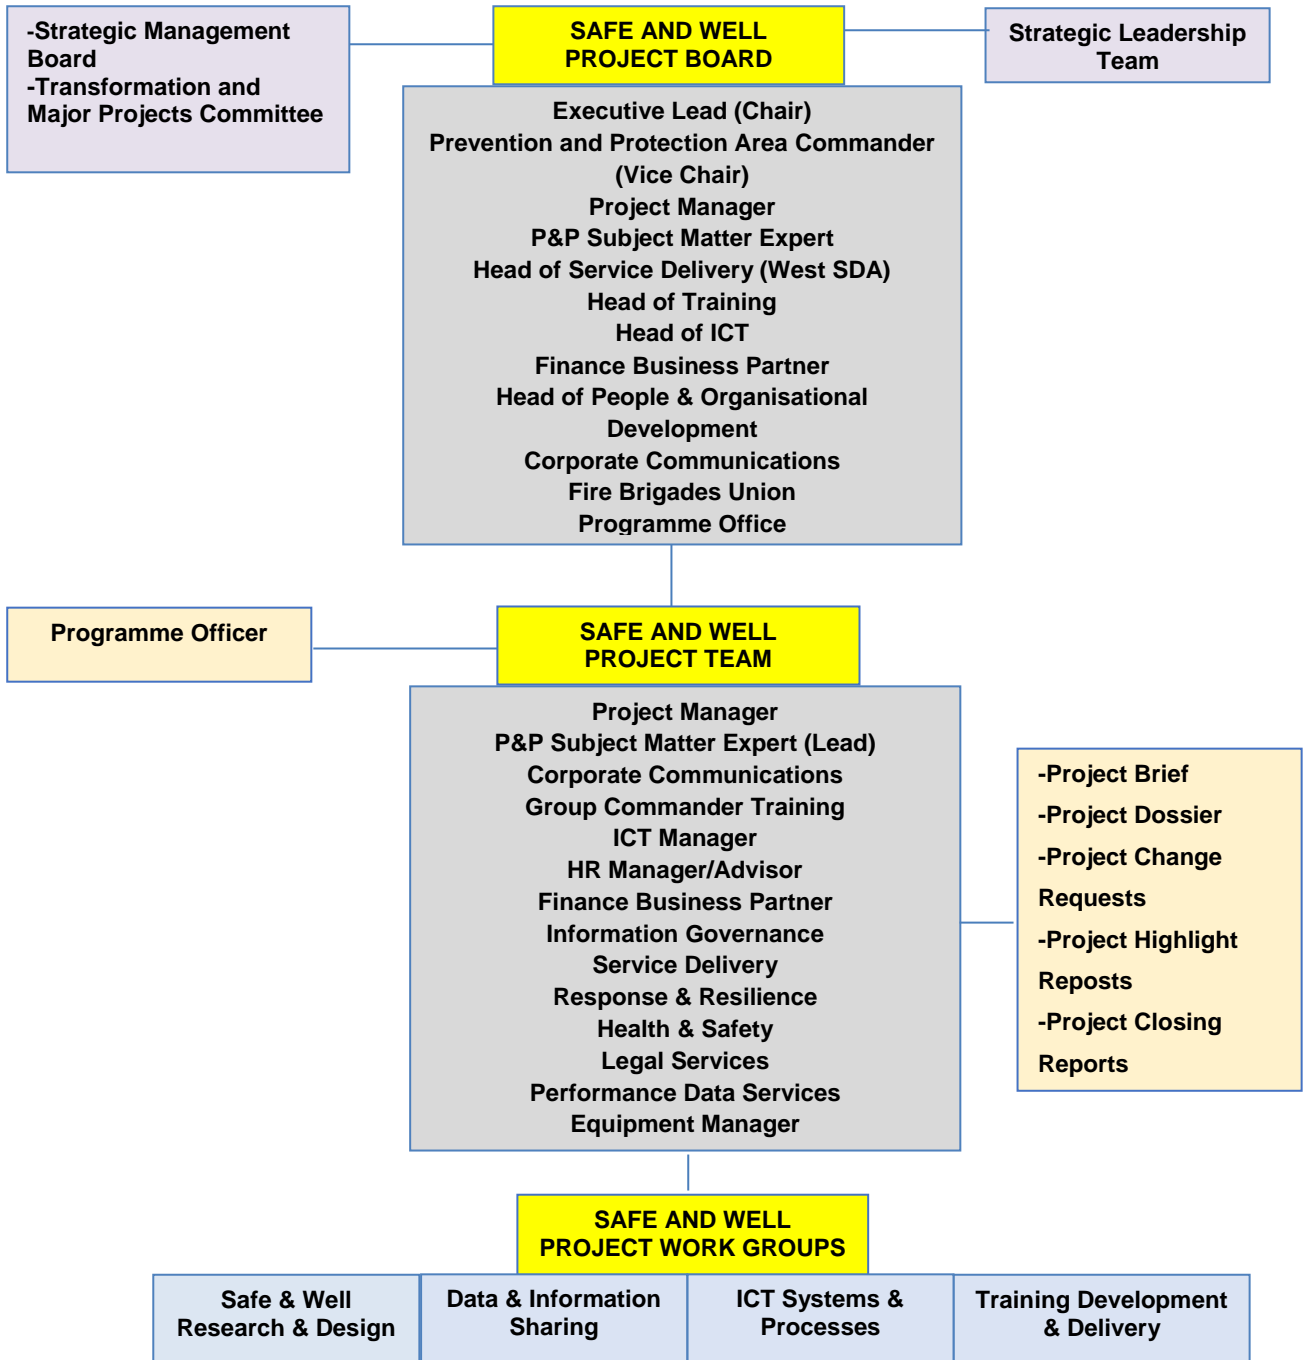 -Strategic Management
Board
-Transformation and
Major Projects Committee
SAFE AND WELL
PROJECT BOARD
Strategic Leadership
Team
Executive Lead (Chair)
Prevention and Protection Area Commander
(Vice Chair)
Project Manager
P&P Subject Matter Expert
Head of Service Delivery (West SDA)
Head of Training
Head of ICT
Finance Business Partner
Head of People & Organisational
Development
Corporate Communications
Fire Brigades Union
Programme Office
Programme Officer
SAFE AND WELL
PROJECT TEAM
Project Manager
P&P Subject Matter Expert (Lead)
Corporate Communications
Group Commander Training
ICT Manager
HR Manager/Advisor
Finance Business Partner
Information Governance
Service Delivery
Response & Resilience
Health & Safety
Legal Services
Performance Data Services
Equipment Manager
-Project Brief
-Project Dossier
-Project Change
Requests
-Project Highlight
Reposts
-Project Closing
Reports
SAFE AND WELL
PROJECT WORK GROUPS
Safe & Well
Research & Design
Data & Information
Sharing
ICT Systems &
Processes
Training Development
& Delivery